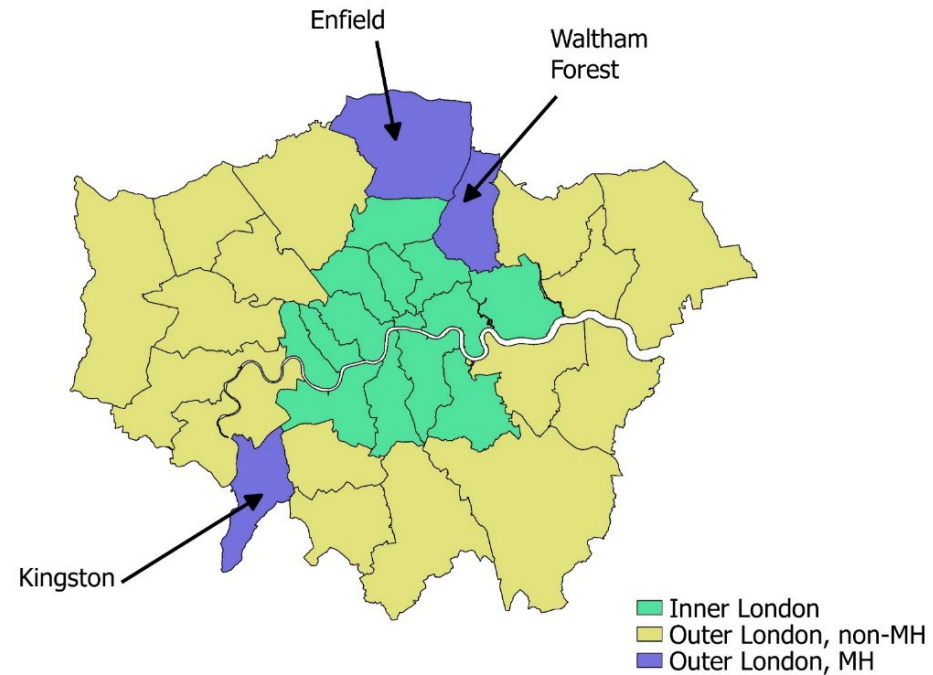 Enfield
Waltham
Forest
Kingston
Inner London
Outer London, non-MH
Outer London, MH